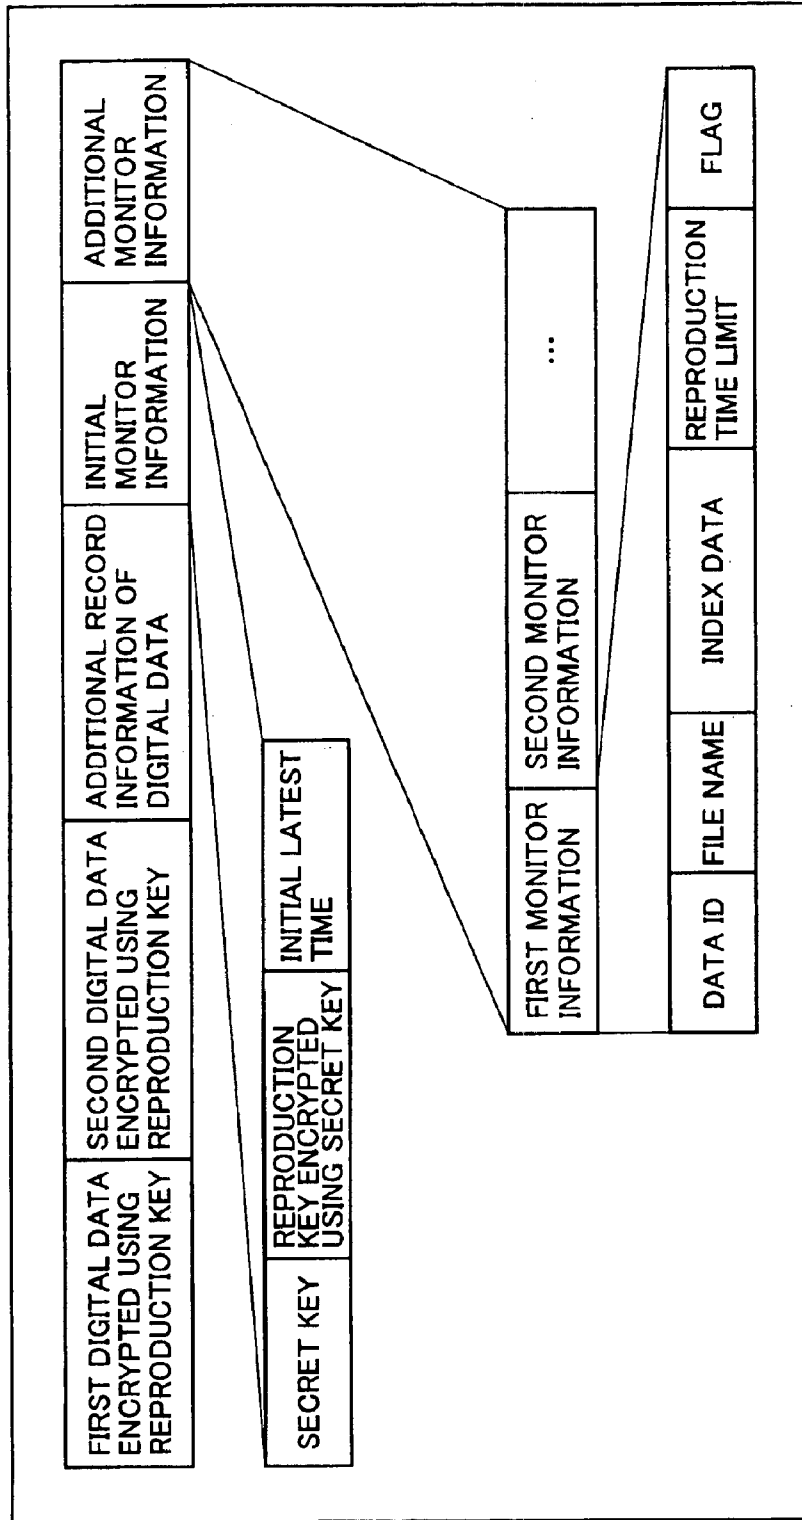 FIRST DIGITAL DATA
ENCRYPTED USING
REPRODUCTION KEY
SECOND DIGITAL DATA
ENCRYPTED USING
REPRODUCTION KEY
ADDITIONAL RECORD
INFORMATION OF
DIGITAL DATA
INITIAL
MONITOR
INFORMATION
ADDITIONAL
MONITOR
INFORMATION
SECRET KEY
REPRODUCTION
KEY ENCRYPTED
USING SECRET KEY
INITIAL LATEST
TIME
FIRST MONITOR
INFORMATION
SECOND MONITOR
INFORMATION
...
DATA ID
FILE NAME
INDEX DATA
REPRODUCTION
TIME LIMIT
FLAG